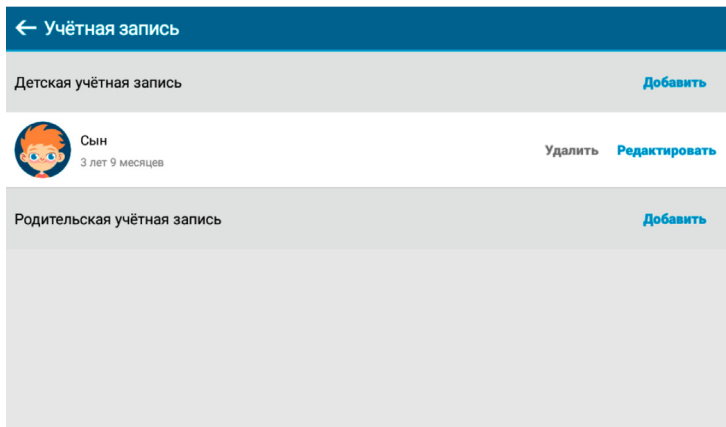 Учётная запись
Детская учётная запись Добавить
Сын
3 лет 9 месяцев
Удалить Редактировать
Родительская учётная запись Добавить